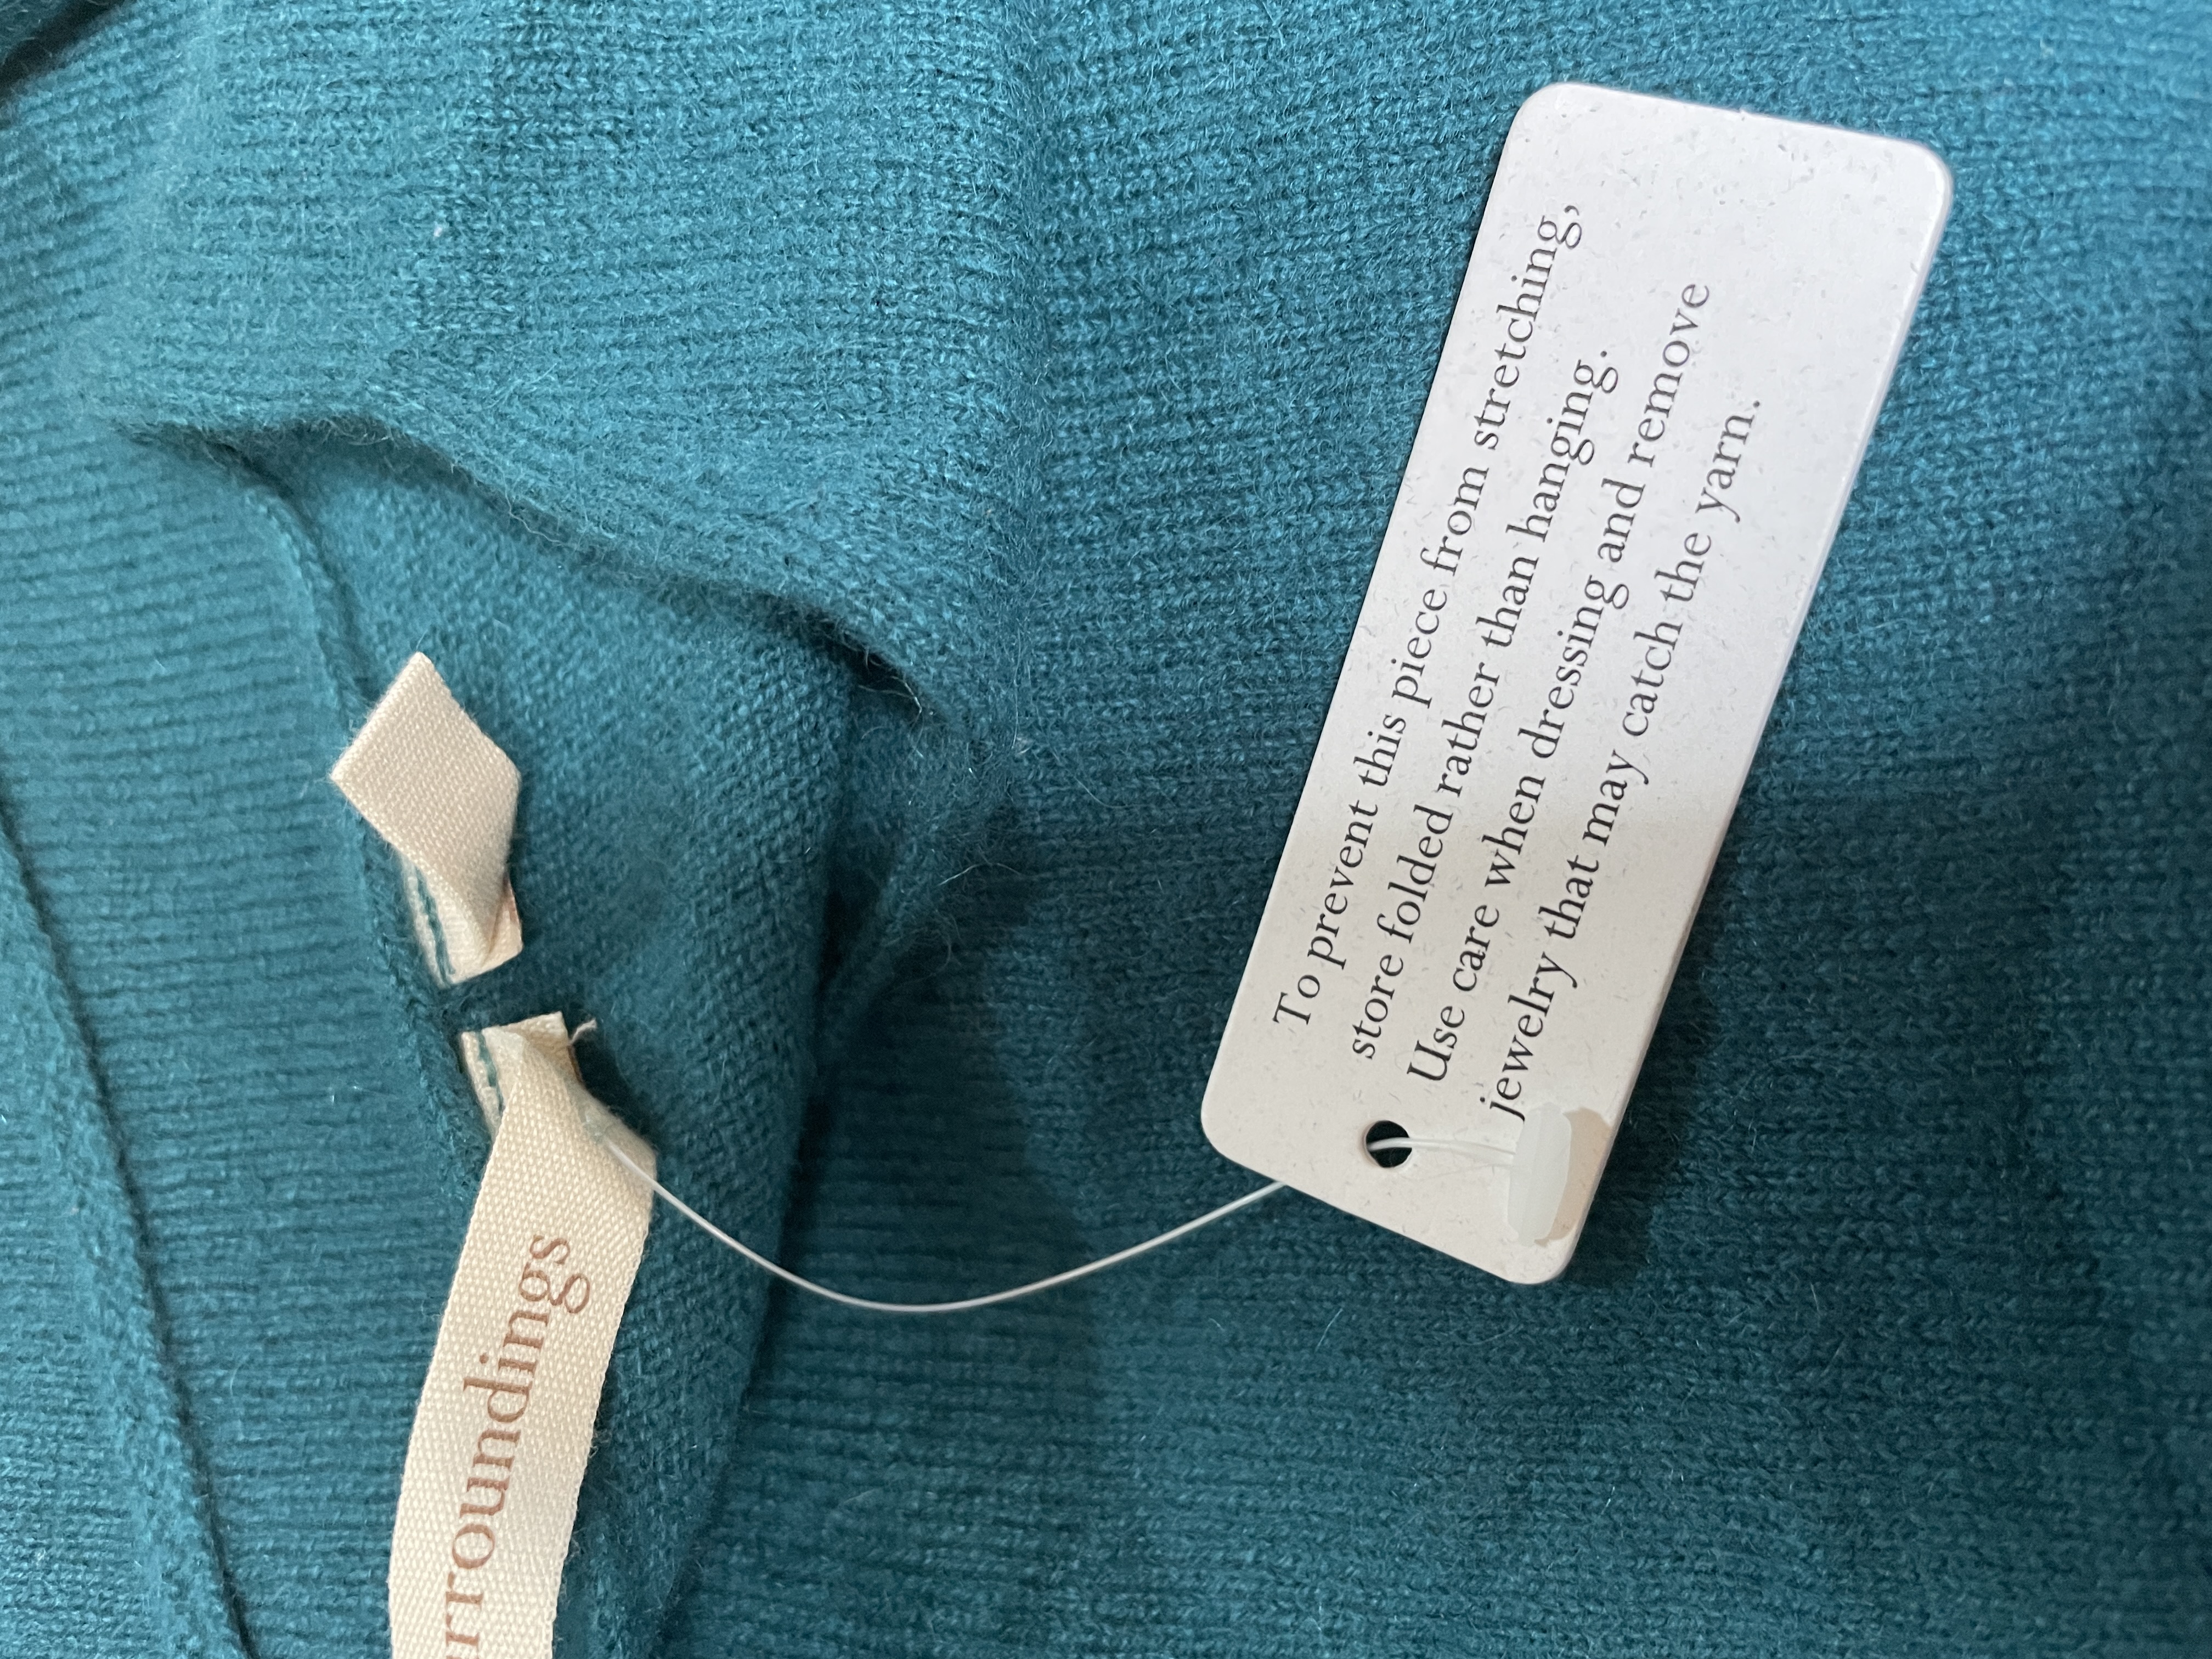 To prevent this piece from stretching,
store folded rather than hanging.
Use care when dressing and remove
jewelry that may catch the yarn.
rroundings